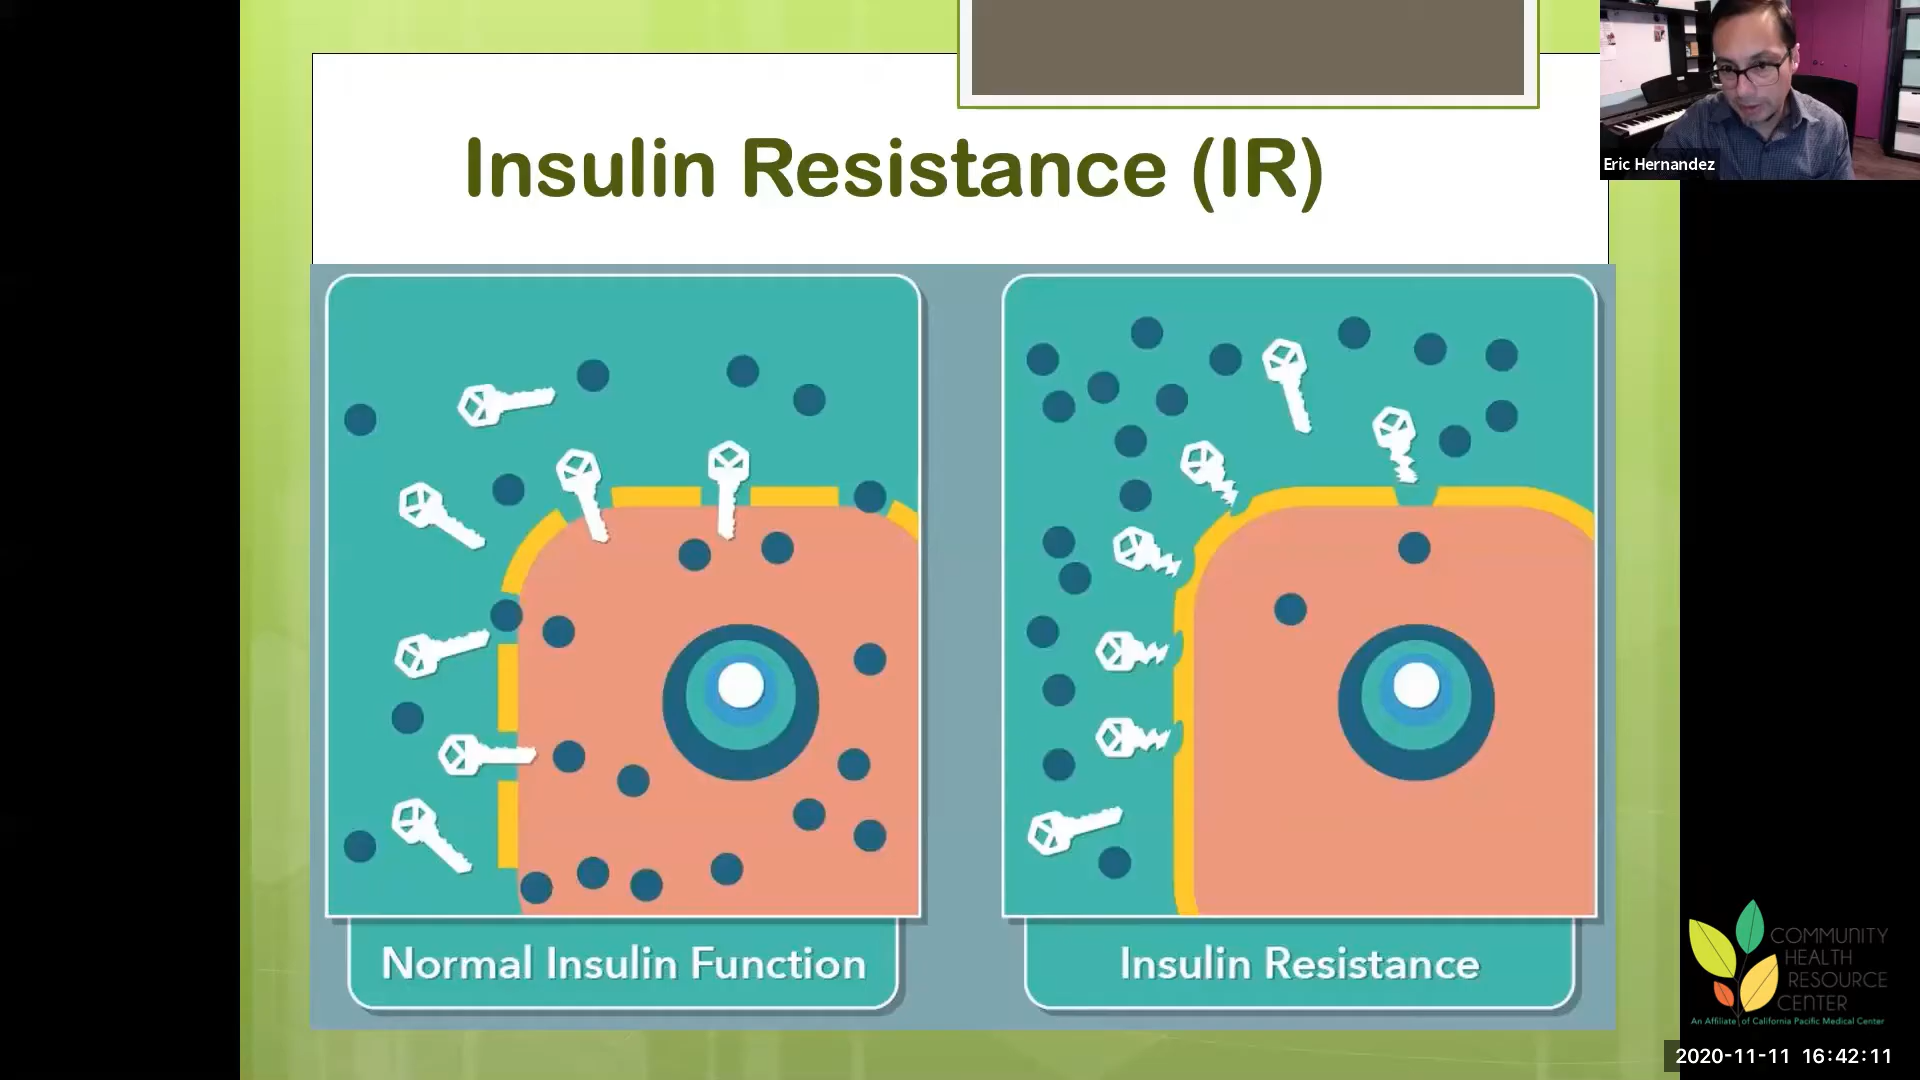 Insulin Resistance (IR)
Eric Hernandez
Normal Insulin Function
Insulin Resistance
COMMUNITY
HEALTH
RESOURCE
CENTER
An Affiliate of California Pacific Medical Center
2020-11-11 16:42:11